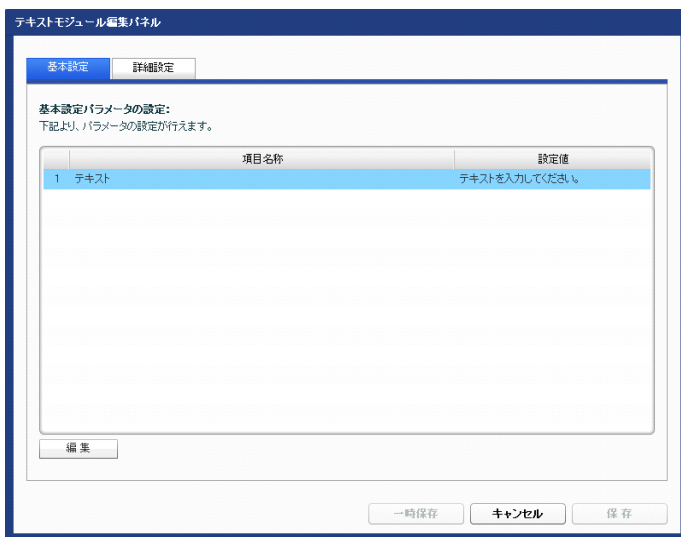 テキストモジュール編集パネル
基本設定 詳細設定
基本設定パラメータの設定:
下記より、パラメータの設定が行えます。
項目名称 設定値
1 テキスト テキストを入力してください。
編集
一時保存 キャンセル 保存